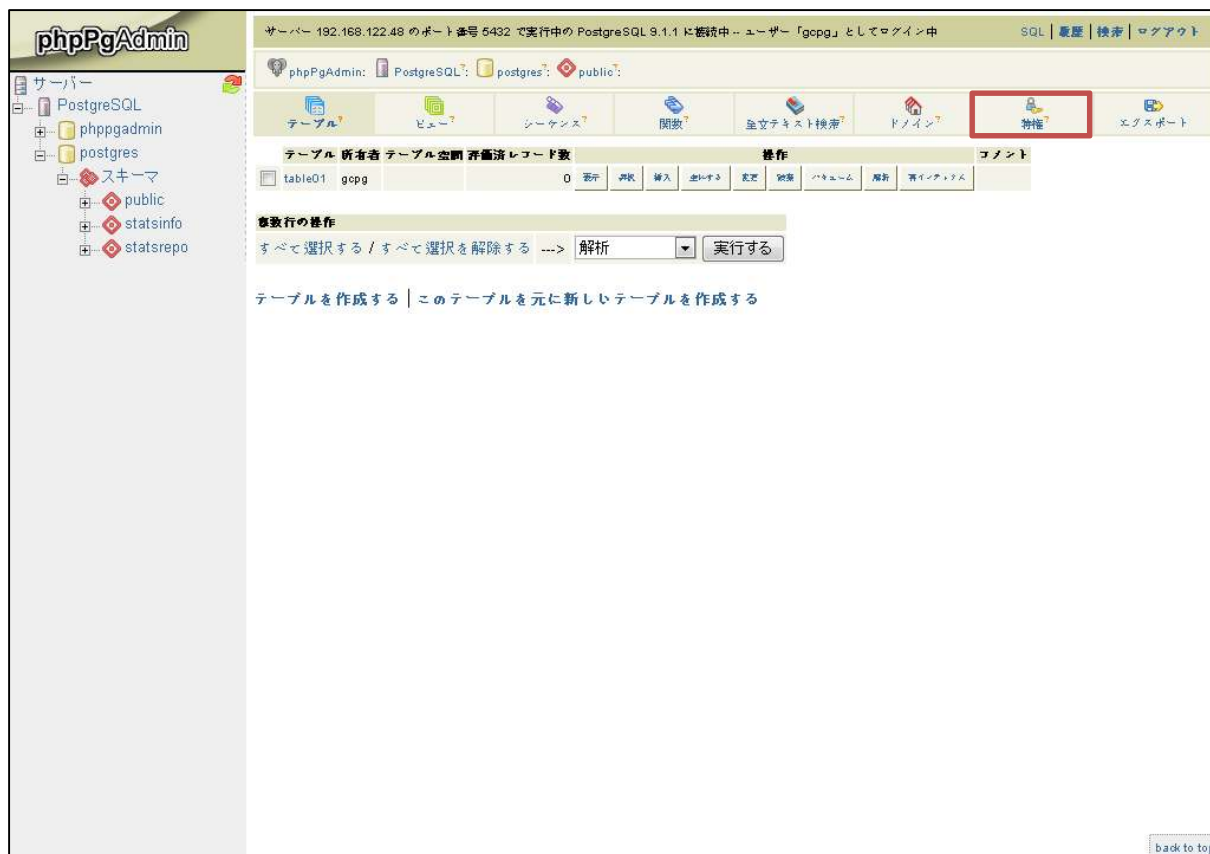 phpPgAdmin
サーバー 192.168.122.48 のポート番号 5432 で実行中の PostgreSQL 9.1.1 に接続中 -- ユーザー 「gcpg」 としてログイン中
SQL | 履歴 | 検索 | ログアウト
phpPgAdmin: PostgreSQL?: postgres?: public?:
サーバー
PostgreSQL
phppgadmin
postgres
スキーマ
public
statsinfo
statsrepo
テーブル? ビュー? シーケンス? 関数? 全文テキスト検索? ドメイン? 特権? エクスポート
テーブル 所有者 テーブル空間 評価済レコード数 操作 コメント
table01 gcpg 0 表示 選択 挿入 空にする 変更 破棄 バキューム 解析 再インデックス
複数行の操作
すべて選択する / すべて選択を解除する ---> 解析 実行する
テーブルを作成する | このテーブルを元に新しいテーブルを作成する
back to top